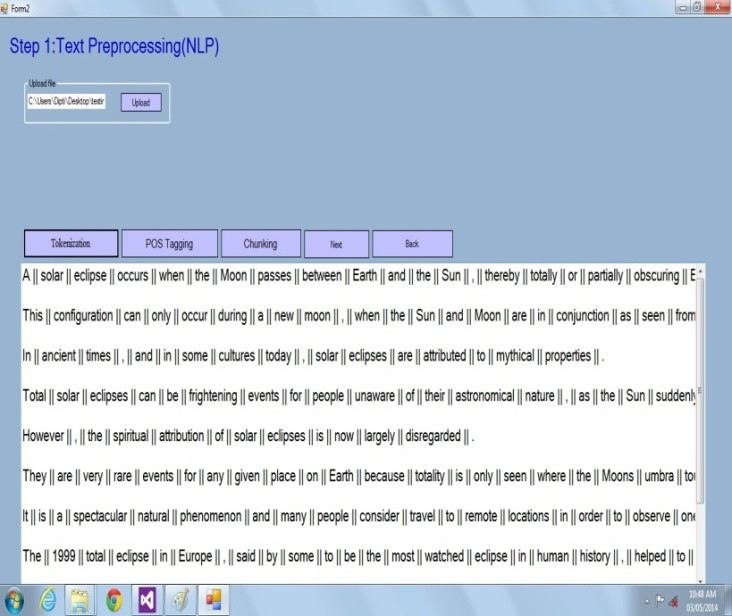 Form2
Step 1:Text Preprocessing(NLP)
Upload file
C:\Users\Dipti\Desktop\testir
Upload
Tokenization
POS Tagging
Chunking
Next
Back
A || solar || eclipse || occurs || when || the || Moon || passes || between || Earth || and || the || Sun || , || thereby || totally || or || partially || obscuring || E
This || configuration || can || only || occur || during || a || new || moon || , || when || the || Sun || and || Moon || are || in || conjunction || as || seen || from
In || ancient || times || , || and || in || some || cultures || today || , || solar || eclipses || are || attributed || to || mythical || properties || .
Total || solar || eclipses || can || be || frightening || events || for || people || unaware || of || their || astronomical || nature || , || as || the || Sun || suddenly
However || , || the || spiritual || attribution || of || solar || eclipses || is || now || largely || disregarded || .
They || are || very || rare || events || for || any || given || place || on || Earth || because || totality || is || only || seen || where || the || Moons || umbra || tou
It || is || a || spectacular || natural || phenomenon || and || many || people || consider || travel || to || remote || locations || in || order || to || observe || one
The || 1999 || total || eclipse || in || Europe || , || said || by || some || to || be || the || most || watched || eclipse || in || human || history || , || helped || to ||
10:48 AM
03/05/2014